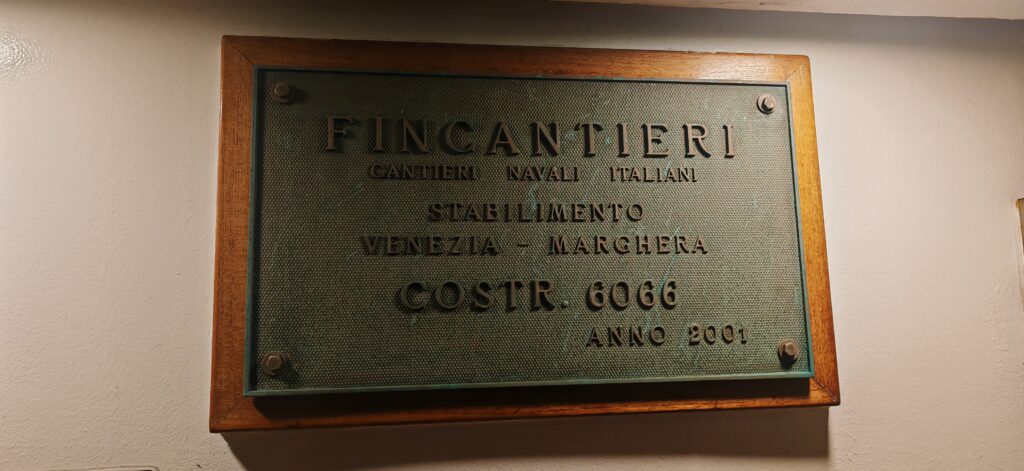 FINCANTIERI
CANTIERI NAVALI ITALIANI
STABILIMENTO
VENEZIA - MARGHERA
COSTR. 6066
ANNO 2001